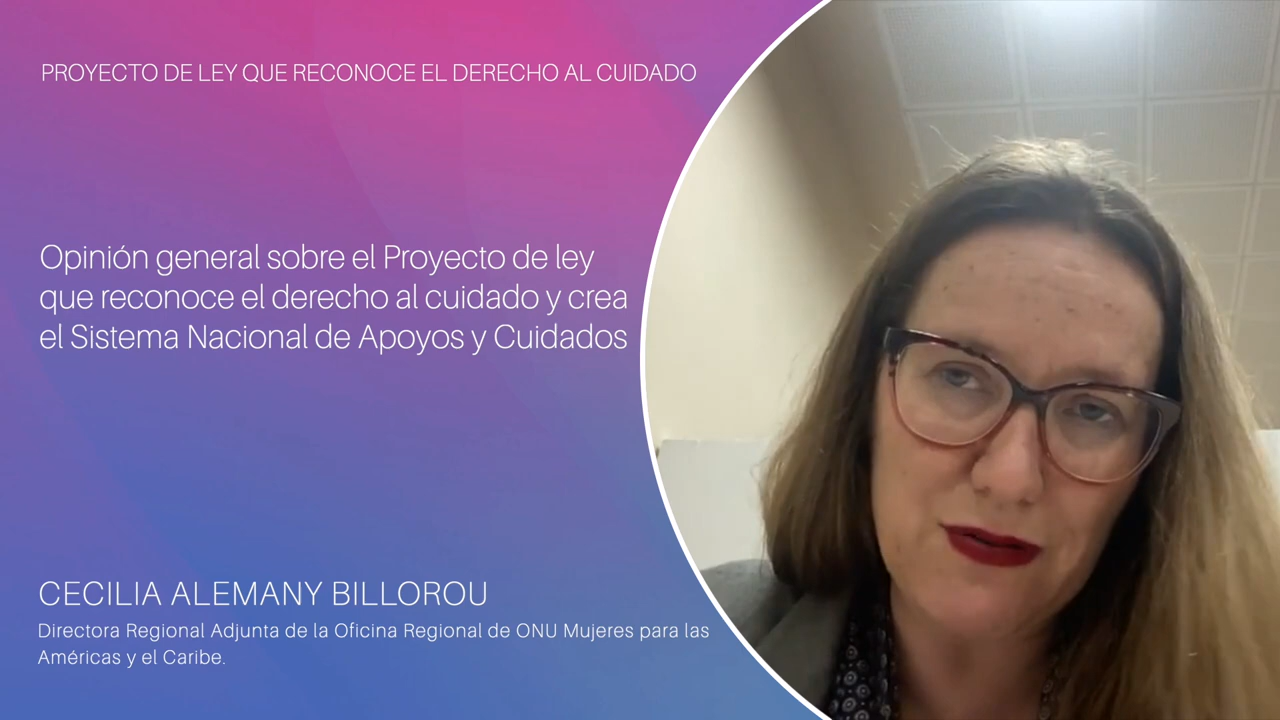 PROYECTO DE LEY QUE RECONOCE EL DERECHO AL CUIDADO
Opinión general sobre el Proyecto de ley
que reconoce el derecho al cuidado y crea
el Sistema Nacional de Apoyos y Cuidados
CECILIA ALEMANY BILLOROU
Directora Regional Adjunta de la Oficina Regional de ONU Mujeres para las
Américas y el Caribe.